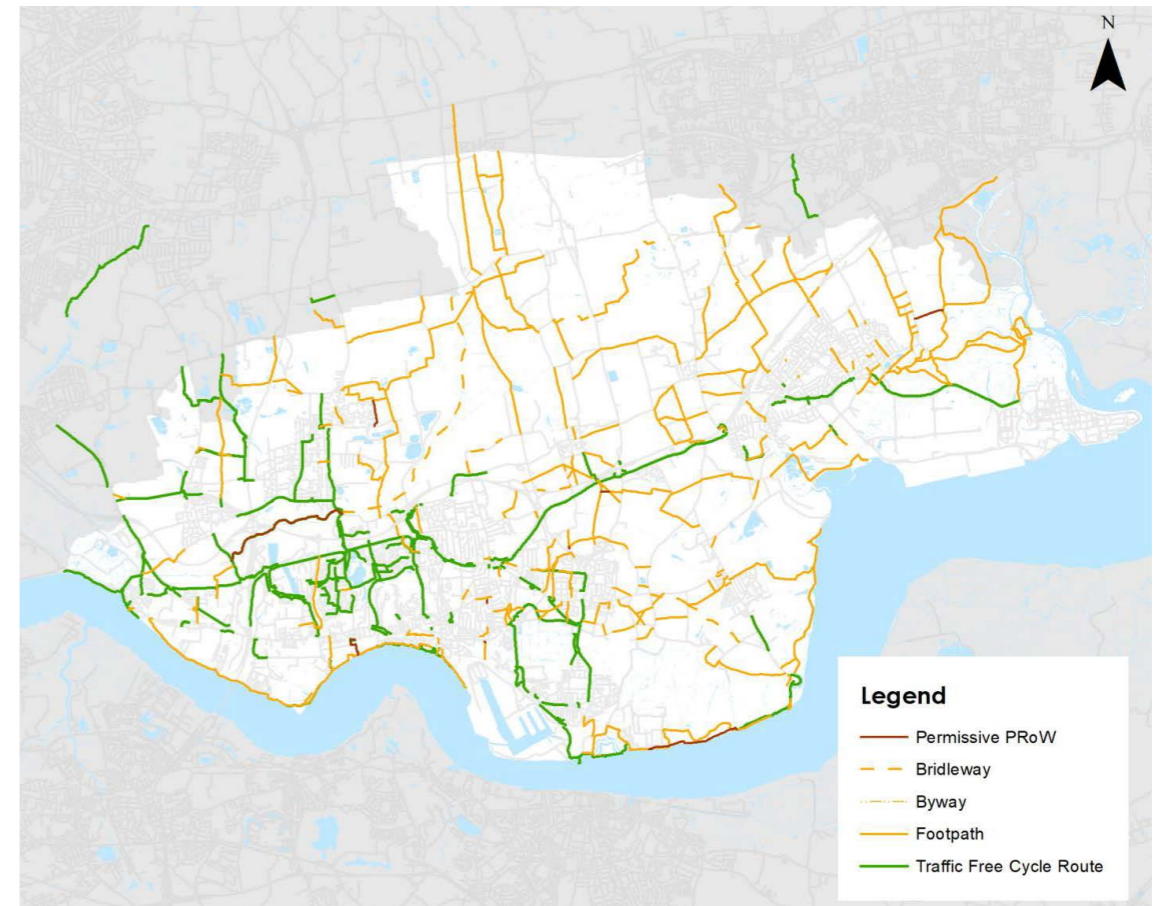 N
Legend
Permissive PRoW
Bridleway
Byway
Footpath
Traffic Free Cycle Route